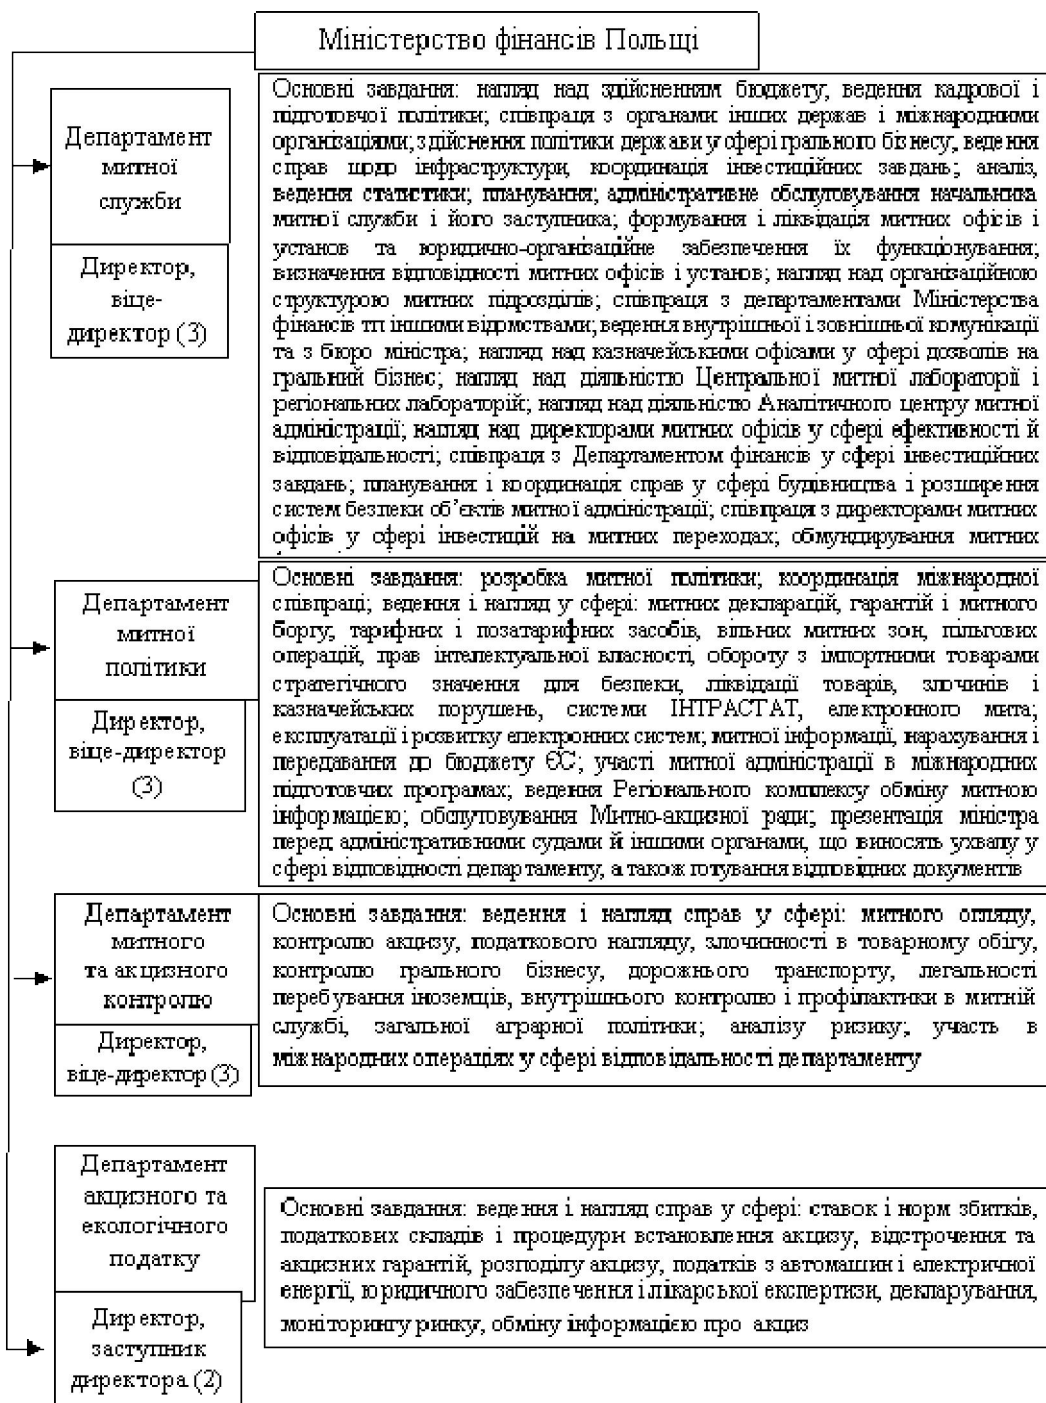 Міністерство фінансів Польщі
Департамент
митної
служби
Директор,
віце-
директор (3)
Основні завдання: нагляд над здійсненням бюджету, ведення кадрової і
підготовчої політики; співпраця з органами інших держав і міжнародними
організаціями; здійснення політики держави у сфері грального бізнесу, ведення
справ щодо інфраструктури, координація інвестиційних завдань; аналіз,
ведення статистики; планування; адміністративне обслуговування начальника
митної служби і його заступника; формування і ліквідація митних офісів і
установ та юридично-організаційне забезпечення їх функціонування;
визначення відповідності митних офісів і установ; нагляд над організаційною
структурою митних підрозділів; співпраця з департаментами Міністерства
фінансів тп іншими відомствами; ведення внутрішньої і зовнішньої комунікації
та з бюро міністра; нагляд над казначейськими офісами у сфері дозволів на
гральний бізнес; нагляд над діяльністю Центральної митної лабораторії і
регіональних лабораторій; нагляд над діяльністю Аналітичного центру митної
адміністрації; нагляд над директорами митних офісів у сфері ефективності й
відповідальності; співпраця з Департаментом фінансів у сфері інвестиційних
завдань; планування і координація справ у сфері будівництва і розширення
систем безпеки об’єктів митної адміністрації; співпраця з директорами митних
офісів у сфері інвестицій на митних переходах; обмундирування митних
Департамент
митної
політики
Директор,
віце-директор
(3)
Основні завдання: розробка митної політики; координація міжнародної
співпраці; ведення і нагляд у сфері: митних декларацій, гарантій і митного
боргу, тарифних і позатарифних засобів, вільних митних зон, пільгових
операцій, прав інтелектуальної власності, обороту з імпортними товарами
стратегічного значення для безпеки, ліквідації товарів, злочинів і
казначейських порушень, системи ІНТРАСТАТ, електронного мита;
експлуатації і розвитку електронних систем; митної інформації, нарахування і
передавання до бюджету ЄС; участі митної адміністрації в міжнародних
підготовчих програмах; ведення Регіонального комплексу обміну митною
інформацією; обслуговування Митно-акцизної ради; презентація міністра
перед адміністративними судами й іншими органами, що виносять ухвалу у
сфері відповідності департаменту, а також готування відповідних документів
Департамент
митного
та акцизного
контролю
Директор,
віце-директор (3)
Основні завдання: ведення і нагляд справ у сфері: митного огляду,
контролю акцизу, податкового нагляду, злочинності в товарному обігу,
контролю грального бізнесу, дорожнього транспорту, легальності
перебування іноземців, внутрішнього контролю і профілактики в митній
службі, загальної аграрної політики; аналізу ризику; участь в
міжнародних операціях у сфері відповідальності департаменту
Департамент
акцизного та
екологічного
податку
Директор,
заступник
директора (2)
Основні завдання: ведення і нагляд справ у сфері: ставок і норм збитків,
податкових складів і процедури встановлення акцизу, відстрочення та
акцизних гарантій, розподілу акцизу, податків з автомашин і електричної
енергії, юридичного забезпечення і лікарської експертизи, декларування,
моніторингу ринку, обміну інформацією про акциз